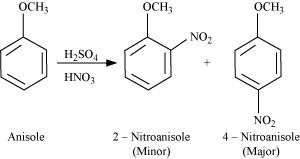 OCH₃
OCH₃
OCH₃
H₂SO₄
HNO₃
NO₂
+
NO₂
Anisole
2 – Nitroanisole
(Minor)
4 – Nitroanisole
(Major)